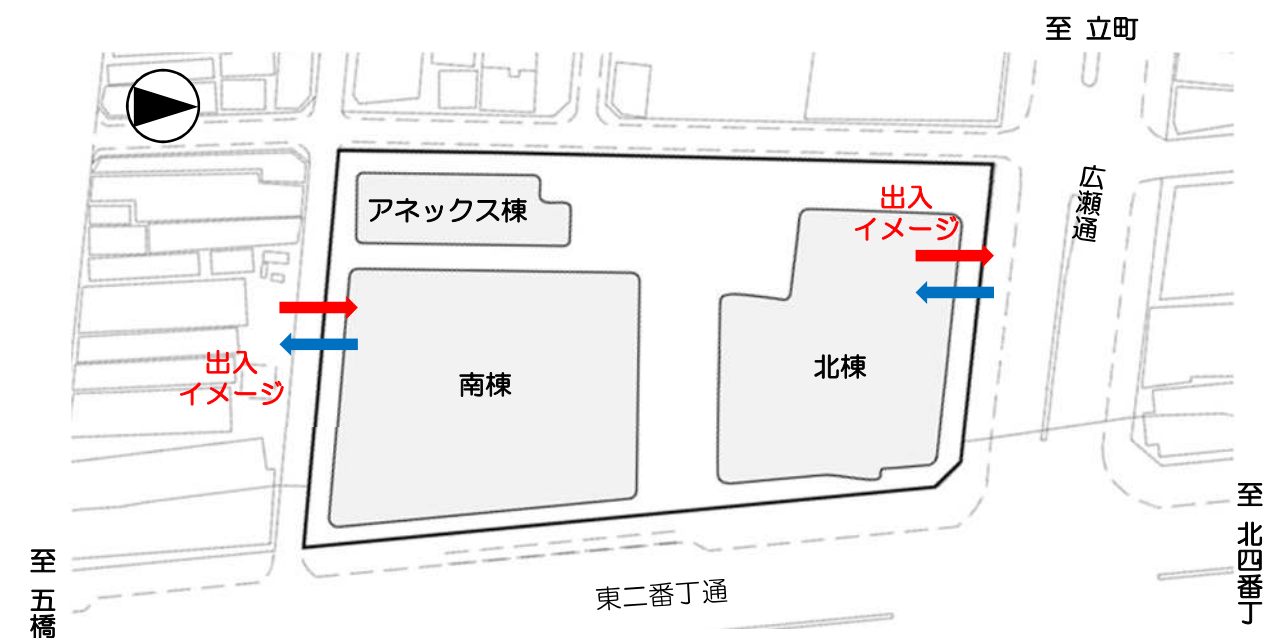 至 立町
広瀬通
アネックス棟
出入
イメージ
出入
イメージ
南棟
北棟
至 北四番丁
至 五橋
東二番丁通